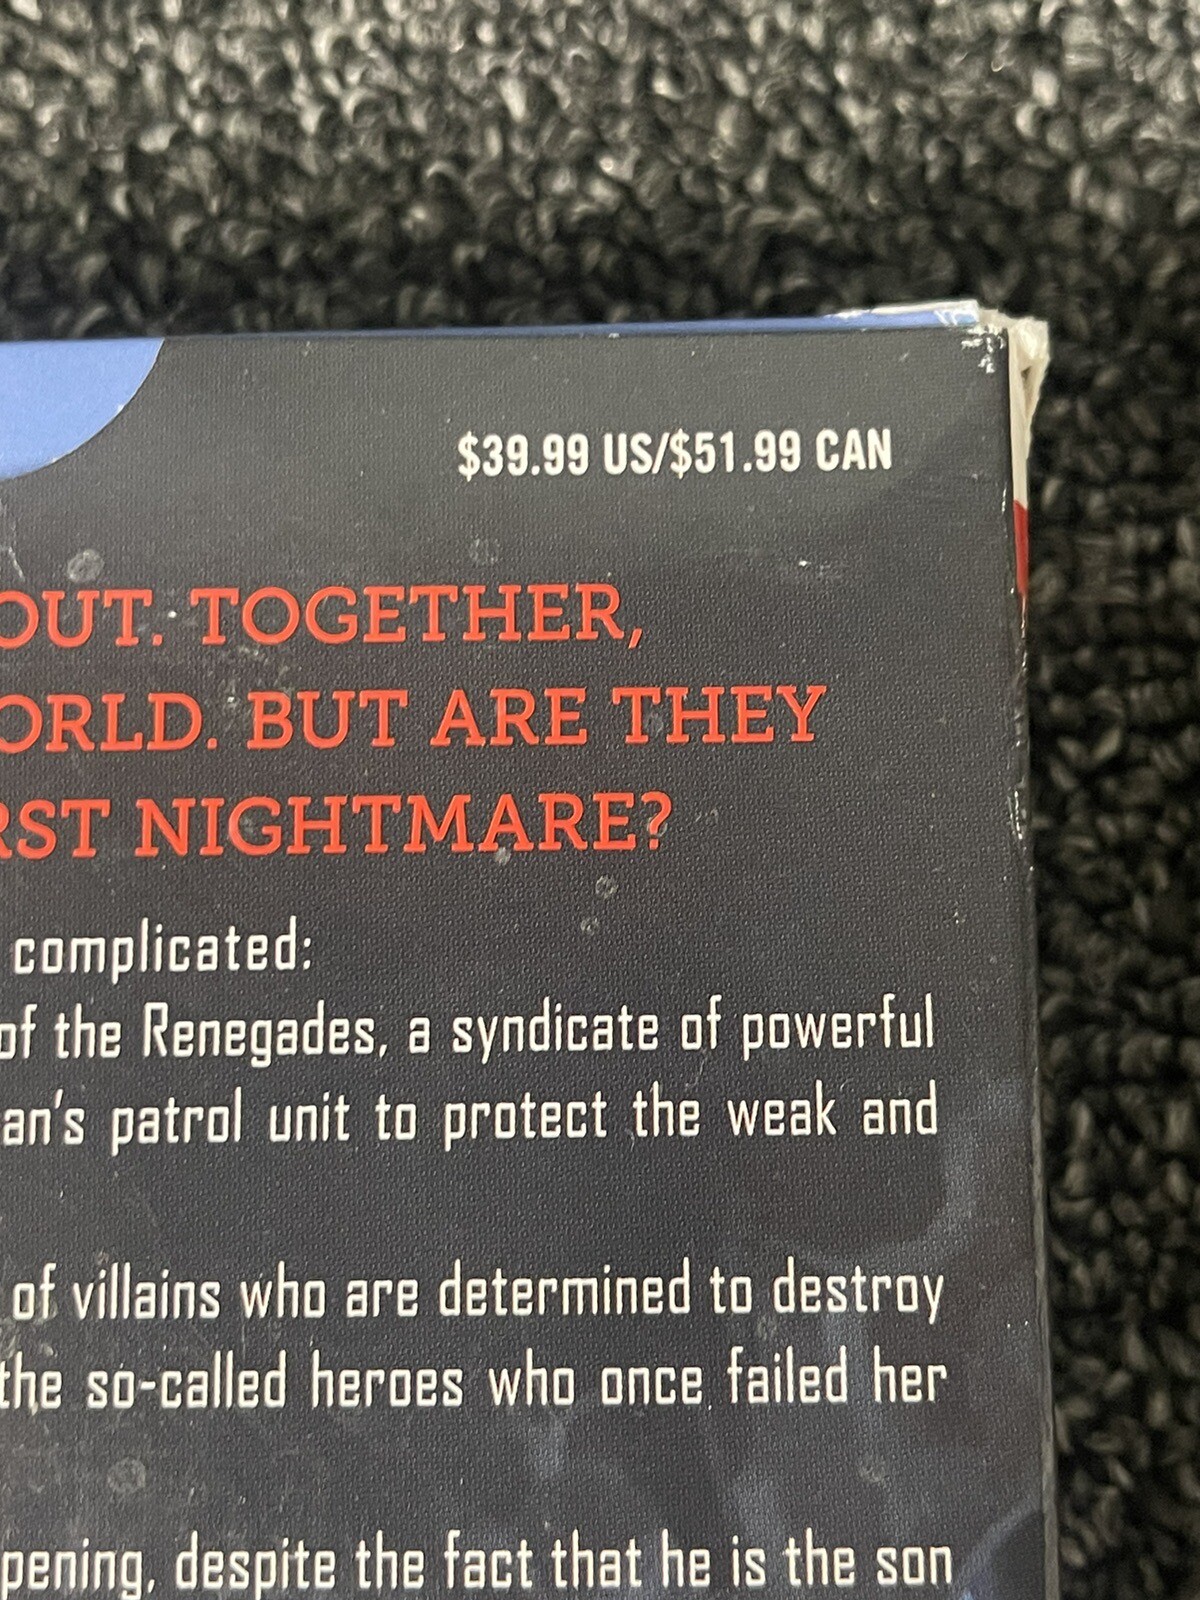 $39.99 US/$51.99 CAN
OUT. TOGETHER,
ORLD. BUT ARE THEY
RST NIGHTMARE?
complicated:
of the Renegades, a syndicate of powerful
an's patrol unit to protect the weak and
of villains who are determined to destroy
the so-called heroes who once failed her
pening, despite the fact that he is the son